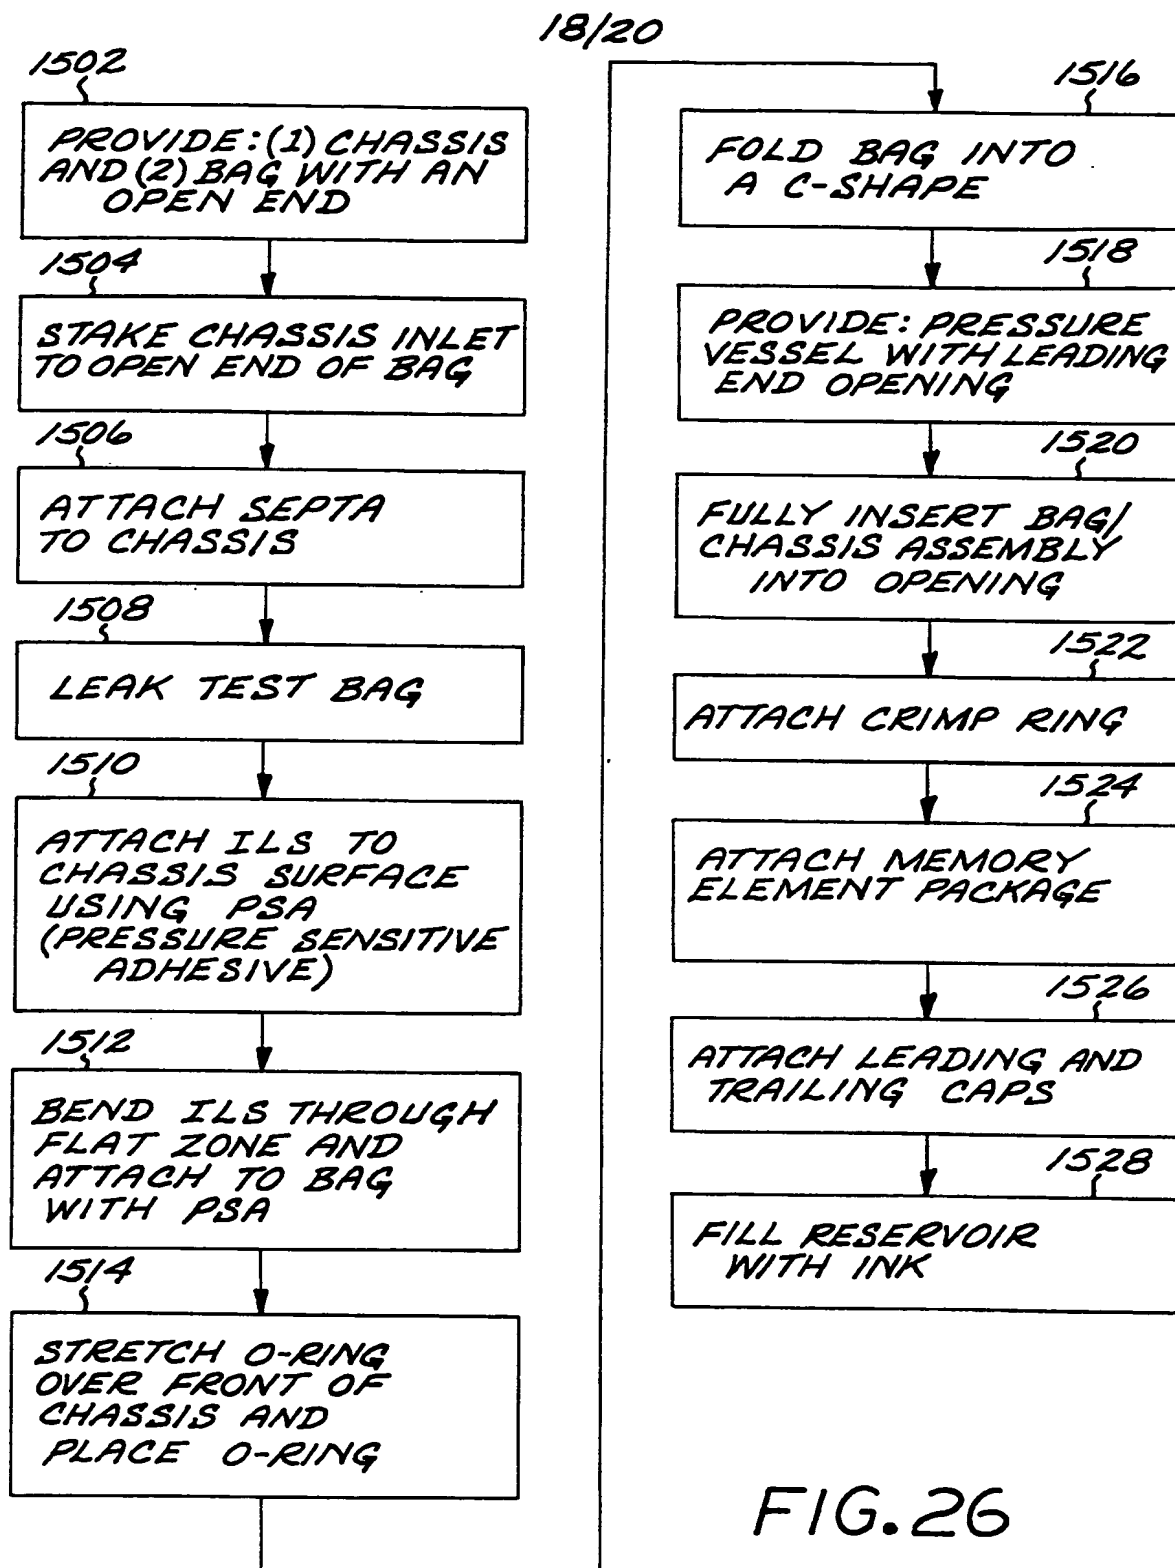 18/20
1502
PROVIDE: (1) CHASSIS
AND (2) BAG WITH AN
OPEN END
1504
STAKE CHASSIS INLET
TO OPEN END OF BAG
1506
ATTACH SEPTA
TO CHASSIS
1508
LEAK TEST BAG
1510
ATTACH ILS TO
CHASSIS SURFACE
USING PSA
(PRESSURE SENSITIVE
ADHESIVE)
1512
BEND ILS THROUGH
FLAT ZONE AND
ATTACH TO BAG
WITH PSA
1514
STRETCH O-RING
OVER FRONT OF
CHASSIS AND
PLACE O-RING
1516
FOLD BAG INTO
A C-SHAPE
1518
PROVIDE: PRESSURE
VESSEL WITH LEADING
END OPENING
1520
FULLY INSERT BAG/
CHASSIS ASSEMBLY
INTO OPENING
1522
ATTACH CRIMP RING
1524
ATTACH MEMORY
ELEMENT PACKAGE
1526
ATTACH LEADING AND
TRAILING CAPS
1528
FILL RESERVOIR
WITH INK
FIG.26